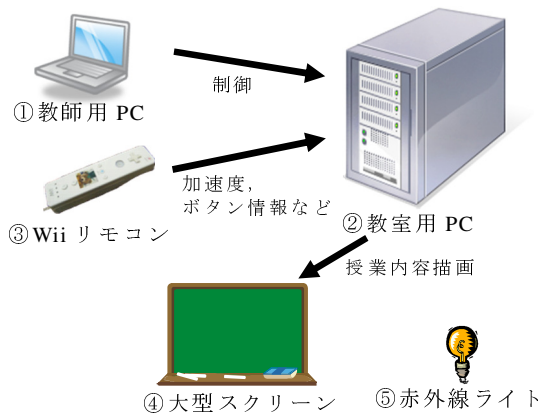 制御
①教師用 PC
加速度,
ボタン情報など
②教室用 PC
③Wii リモコン
授業内容描画
④大型スクリーン
⑤赤外線ライト